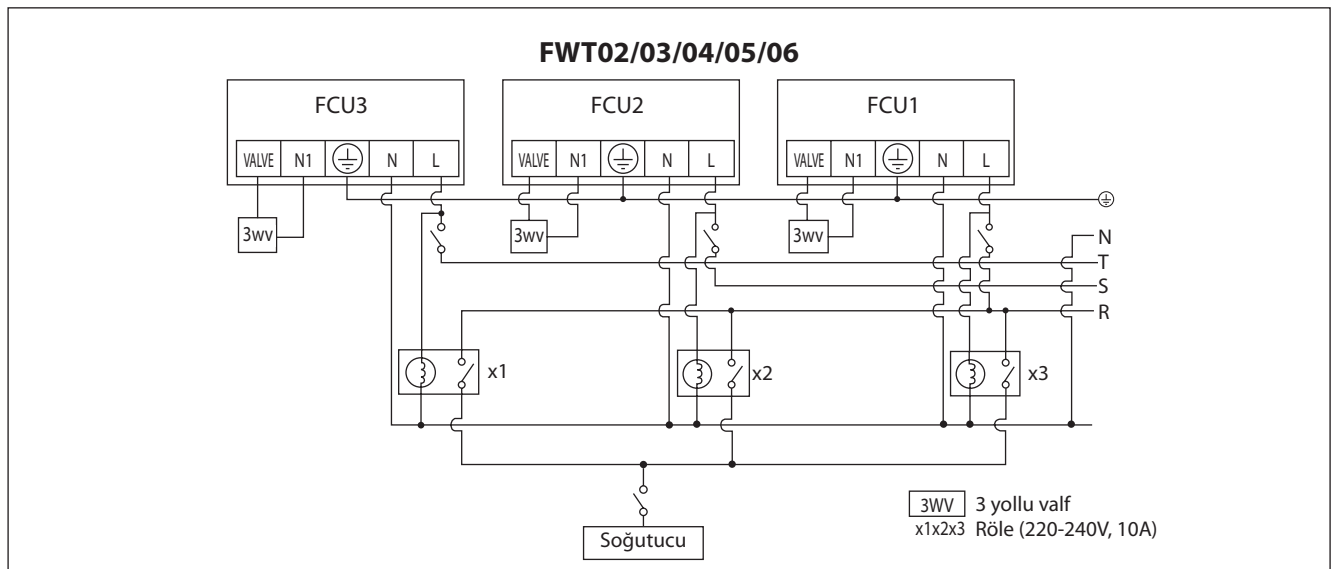 FWT02/03/04/05/06
FCU3
FCU2
FCU1
VALVE N1 N L
VALVE N1 N L
VALVE N1 N L
3wv
3wv
3wv
N
T
S
R
x1
x2
x3
Soğutucu
3WV 3 yollu valf
x1x2x3 Röle (220-240V, 10A)